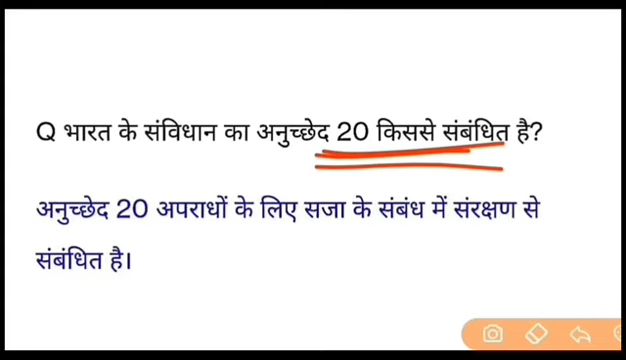 Q भारत के संविधान का अनुच्छेद 20 किससे संबंधित है?
अनुच्छेद 20 अपराधों के लिए सजा के संबंध में संरक्षण से
संबंधित है।